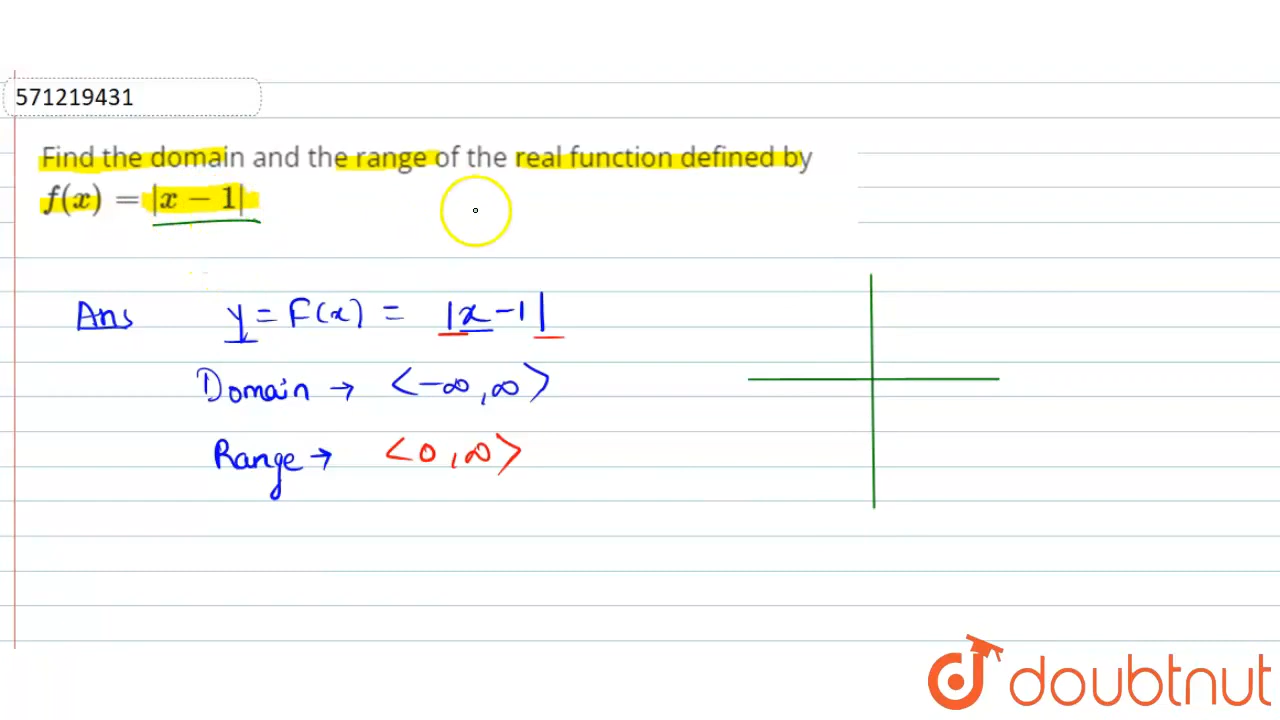 571219431
Find the domain and the range of the real function defined by
f(x) = |x − 1|
Ans y = F(x) = |x-1|
Domain → <-∞, ∞>
Range → <0, ∞>
doubtnut